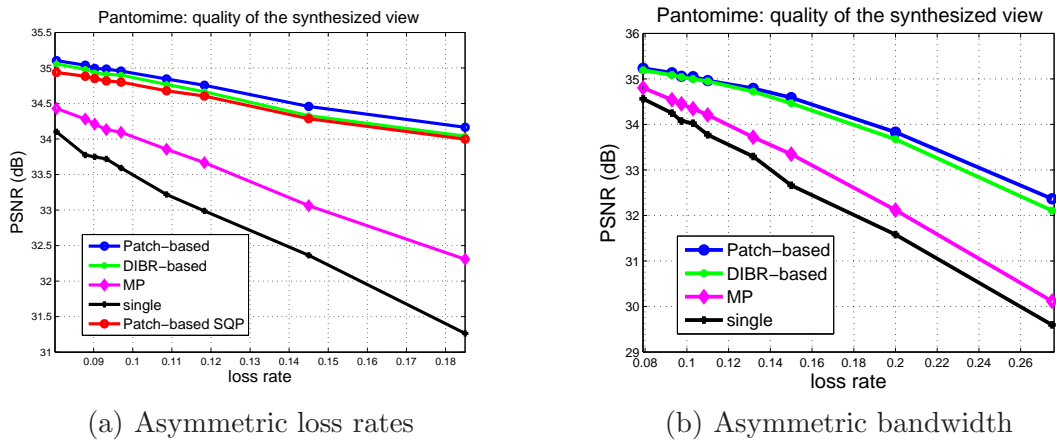 Pantomime: quality of the synthesized view
35.5
35
34.5
34
33.5
33
32.5
32
31.5
31
PSNR (dB)
Patch-based
DIBR-based
MP
single
Patch-based SQP
0.09 0.1 0.11 0.12 0.13 0.14 0.15 0.16 0.17 0.18
loss rate
(a) Asymmetric loss rates
Pantomime: quality of the synthesized view
36
35
34
33
32
31
30
29
PSNR (dB)
Patch-based
DIBR-based
MP
single
0.08 0.1 0.12 0.14 0.16 0.18 0.2 0.22 0.24 0.26
loss rate
(b) Asymmetric bandwidth